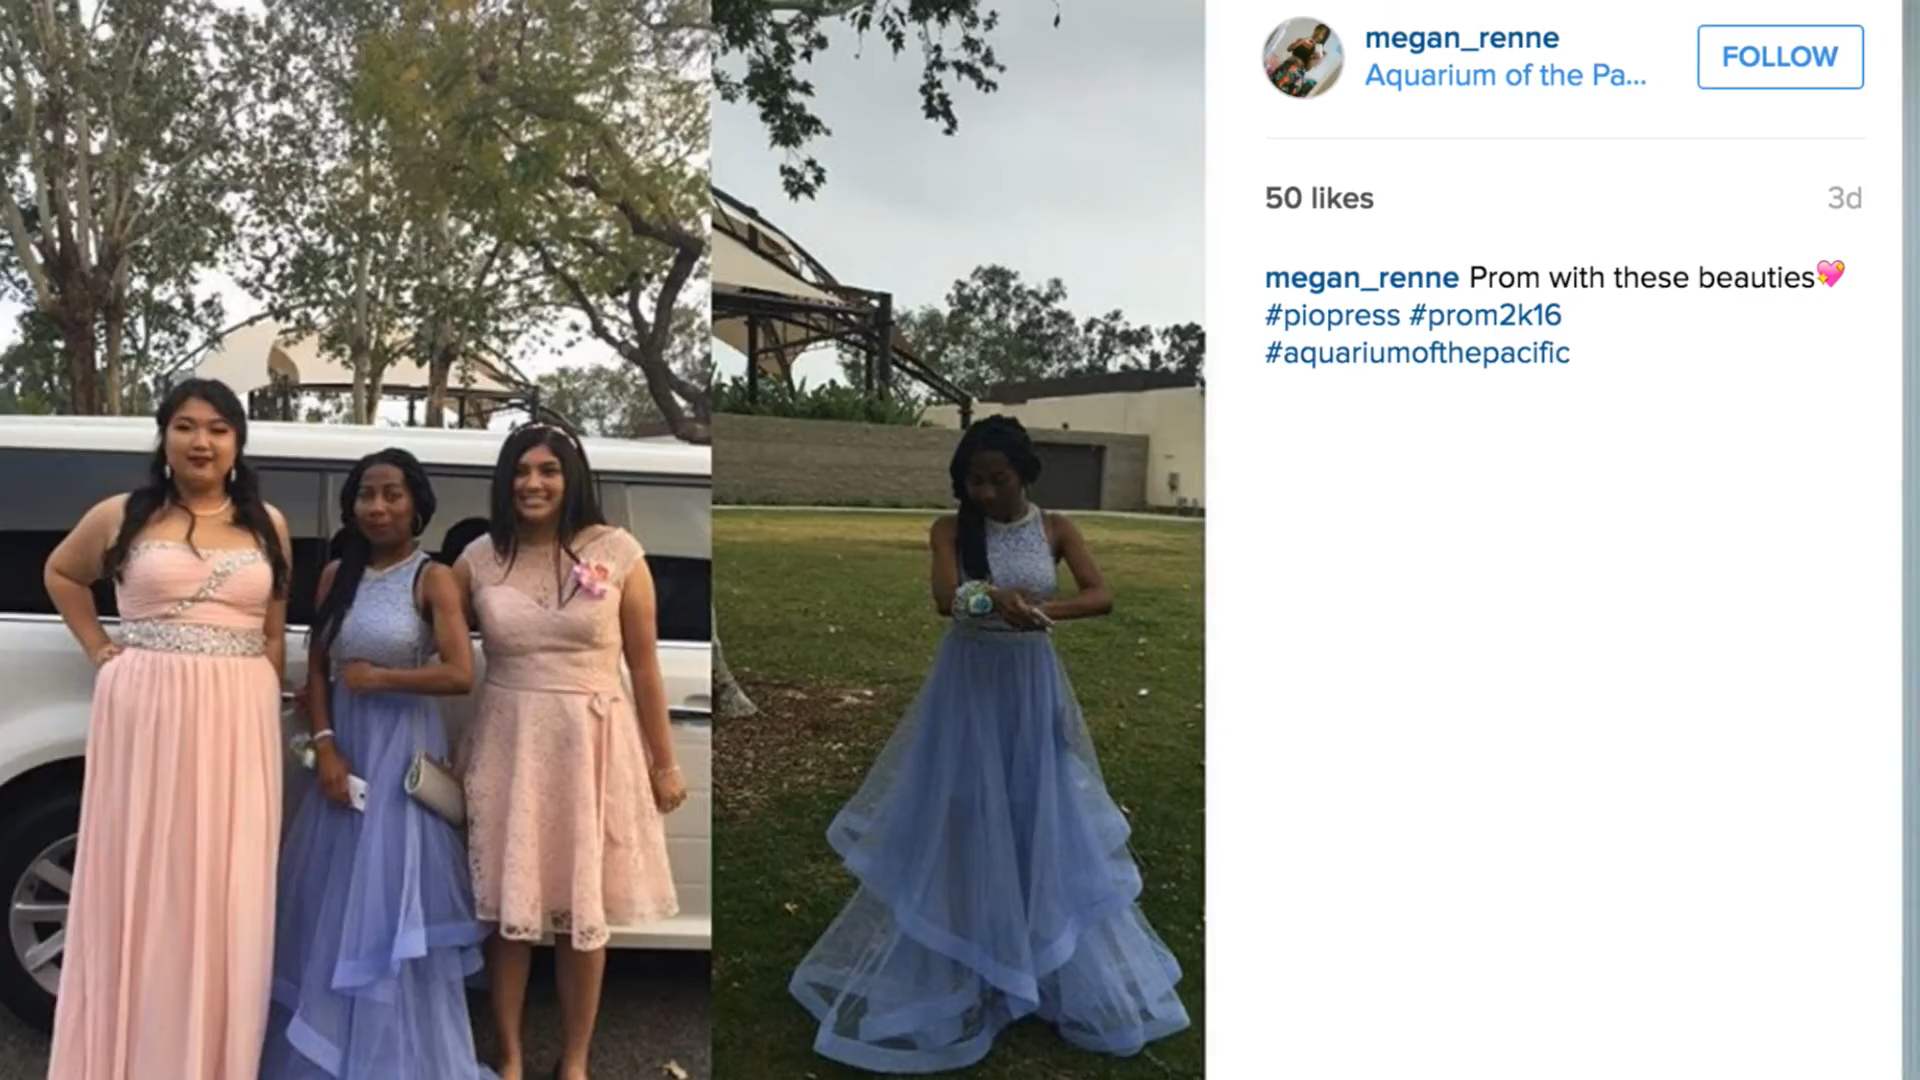 megan_renne
Aquarium of the Pa...
FOLLOW
50 likes
3d
megan_renne Prom with these beauties💖
#piopress #prom2k16
#aquariumofthepacific